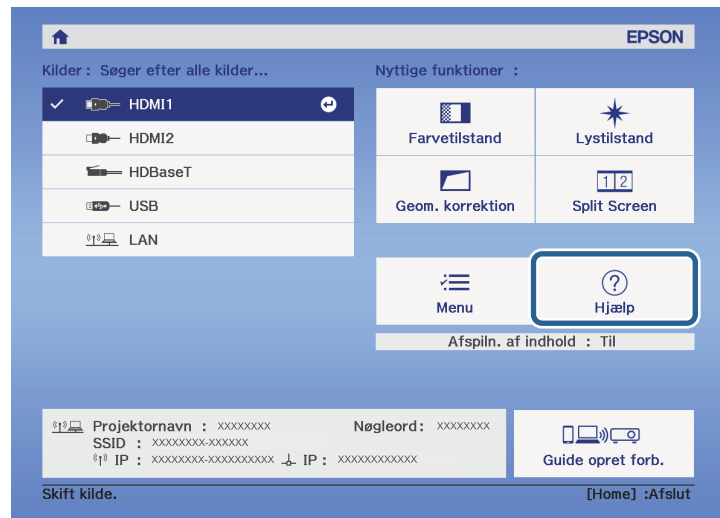 EPSON
Kilder : Søger efter alle kilder...
HDMI1
HDMI2
HDBaseT
USB
LAN
Nyttige funktioner :
Farvetilstand
Lystilstand
Geom. korrektion
1 2
Split Screen
Menu
?
Hjælp
Afspiln. af indhold : Til
Projektornavn : xxxxxxxx Nøgleord : xxxxxxxx
SSID : xxxxxxxx-xxxxxx
IP : xxxxxxxx-xxxxxxxxxx IP : xxxxxxxxxxxx
Guide opret forb.
Skift kilde. [Home] :Afslut